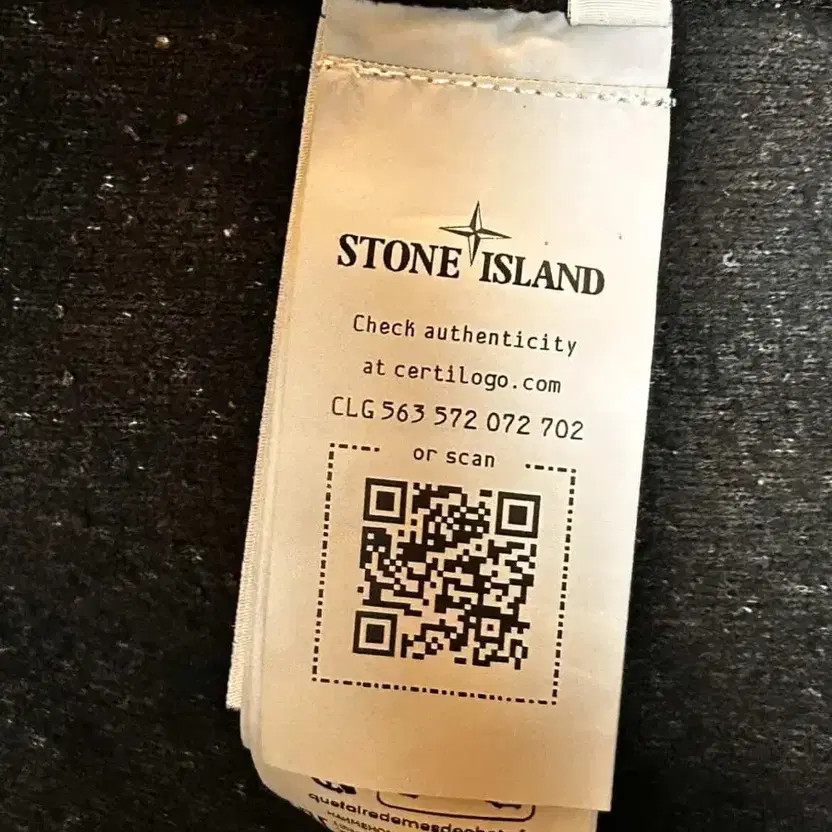 STONE ISLAND
Check authenticity
at certilogo.com
CLG 563 572 072 702
or scan